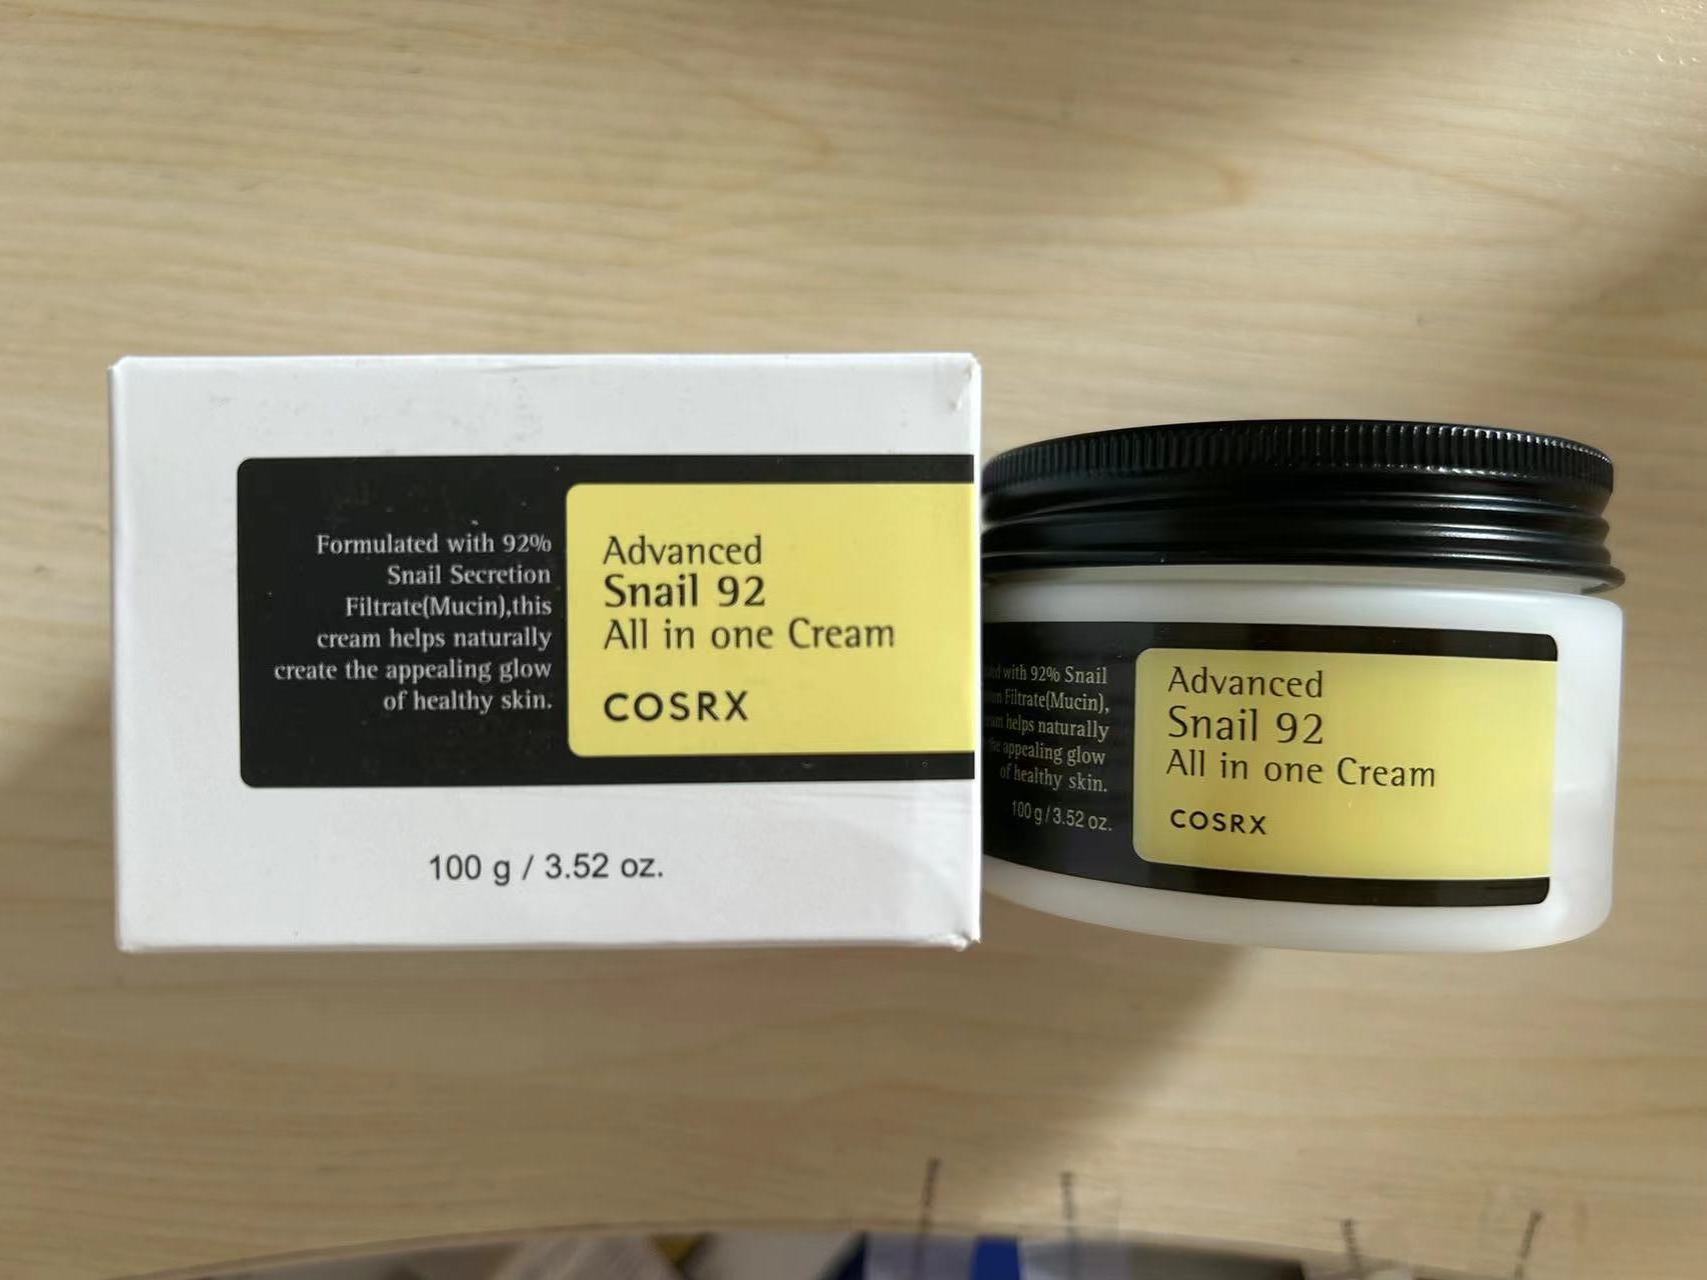 Formulated with 92%
Snail Secretion
Filtrate(Mucin),this
cream helps naturally
create the appealing glow
of healthy skin.
Advanced
Snail 92
All in one Cream
COSRX
100 g / 3.52 oz.
with 92% Snail
Filtrate(Mucin),
helps naturally
appealing glow
of healthy skin.
100 g / 3.52 oz.
Advanced
Snail 92
All in one Cream
COSRX